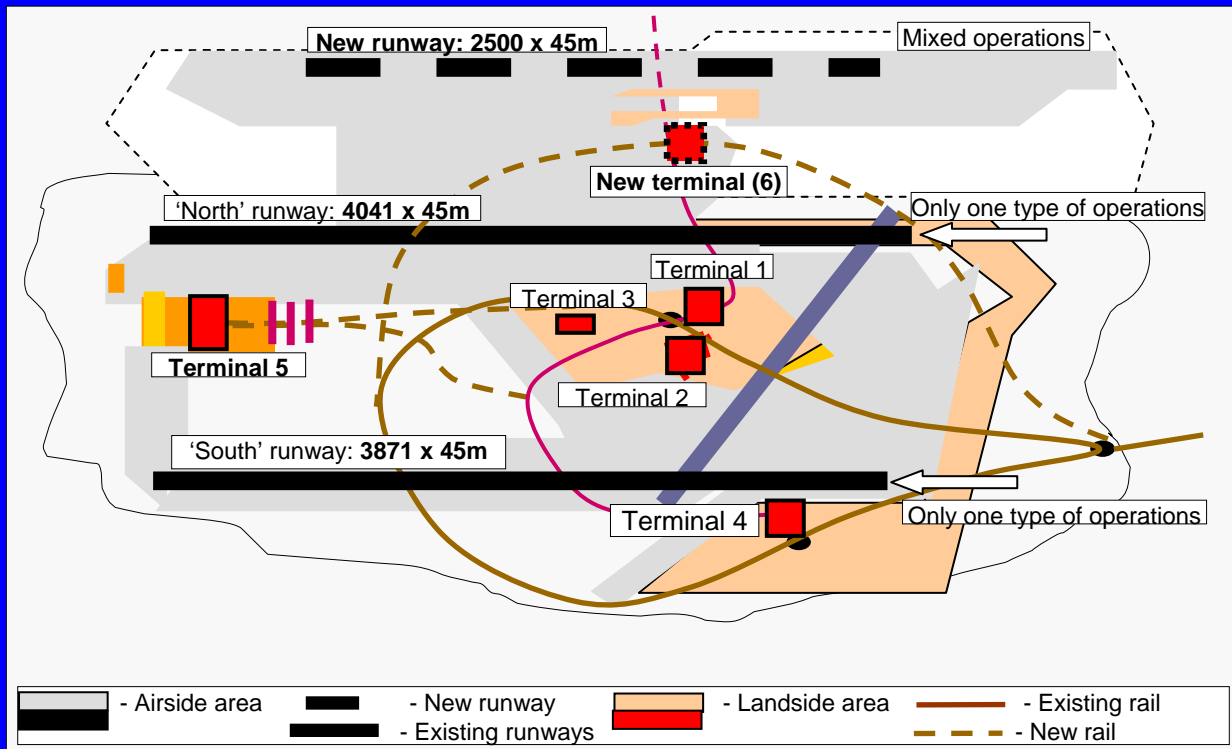 New runway: 2500 x 45m
Mixed operations
New terminal (6)
‘North’ runway: 4041 x 45m
Only one type of operations
Terminal 1
Terminal 3
Terminal 5
Terminal 2
‘South’ runway: 3871 x 45m
Terminal 4
Only one type of operations
- Airside area
- New runway
- Landside area
- Existing rail
- Existing runways
- New rail